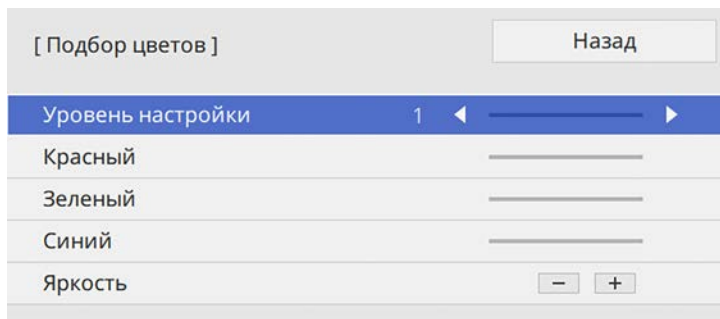 [ Подбор цветов ]
Назад
Уровень настройки 1
Красный
Зеленый
Синий
Яркость − +